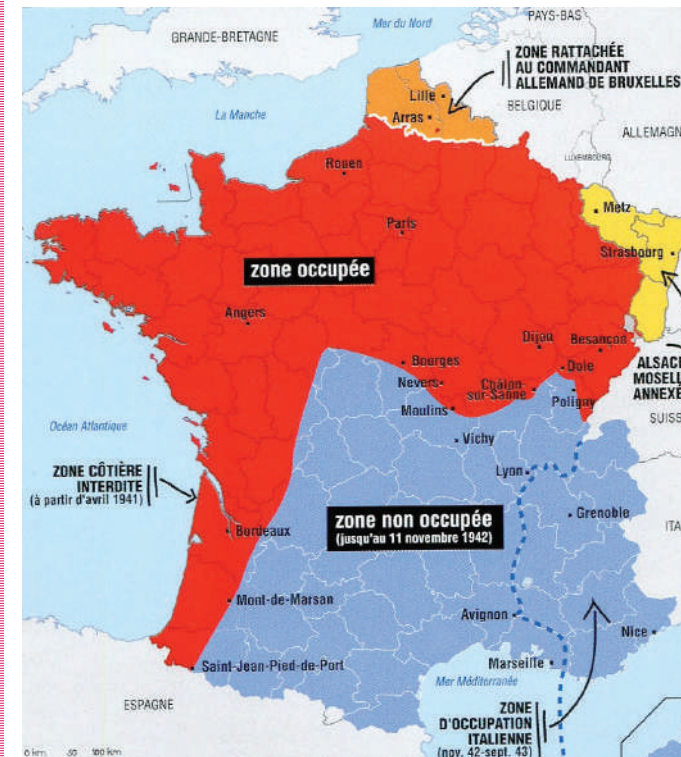 PAYS-BAS
Mer du Nord
GRANDE-BRETAGNE
ZONE RATTACHÉE
AU COMMANDANT
ALLEMAND DE BRUXELLES
Lille
BELGIQUE
Arras
La Manche
ALLEMAGN
LUXEMBOURG
Rouen
Metz
Paris
Strasbourg
zone occupée
Angers
Dijon
Besançon
Bourges
Dole
ALSACE
MOSELL
ANNEXÉ
Nevers
Châlon
sur-Saône
Poligny
Moulins
SUISS
Océan Atlantique
Vichy
ZONE CÔTIÈRE
INTERDITE
(à partir d'avril 1941)
Lyon
zone non occupée
(jusqu'au 11 novembre 1942)
Grenoble
Bordeaux
ITA
Mont-de-Marsan
Avignon
Nice
Saint-Jean-Pied-de-Port
Marseille
Mer Méditerranée
ESPAGNE
ZONE
D'OCCUPATION
ITALIENNE
(nov. 42-sept. 43)
0 km 50 100 km